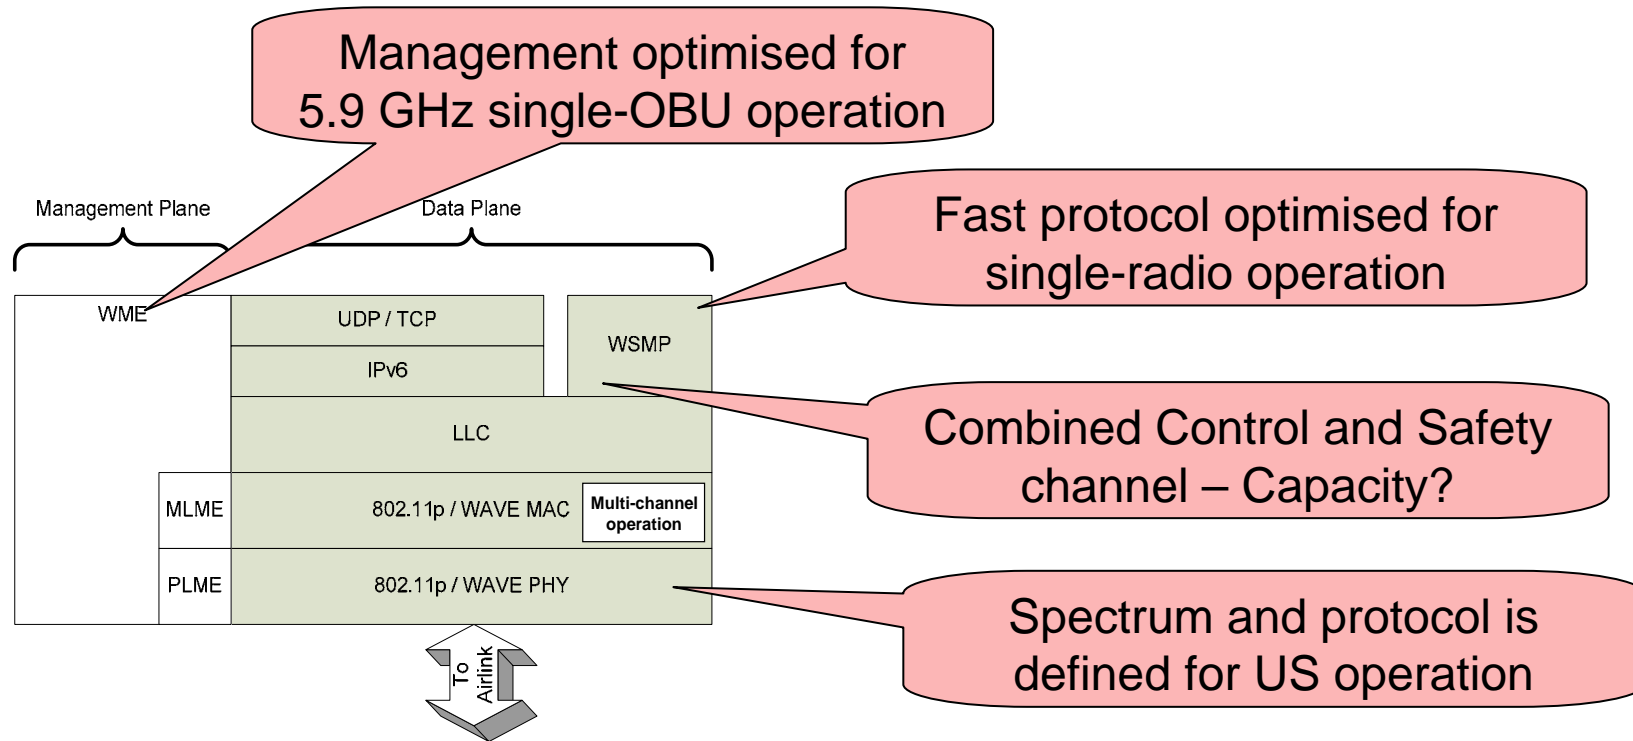 Management optimised for
5.9 GHz single-OBU operation
Management Plane
Data Plane
Fast protocol optimised for
single-radio operation
WME
UDP / TCP
WSMP
IPv6
LLC
Combined Control and Safety
channel – Capacity?
MLME
802.11p / WAVE MAC
Multi-channel
operation
PLME
802.11p / WAVE PHY
Spectrum and protocol is
defined for US operation
To
Airlink